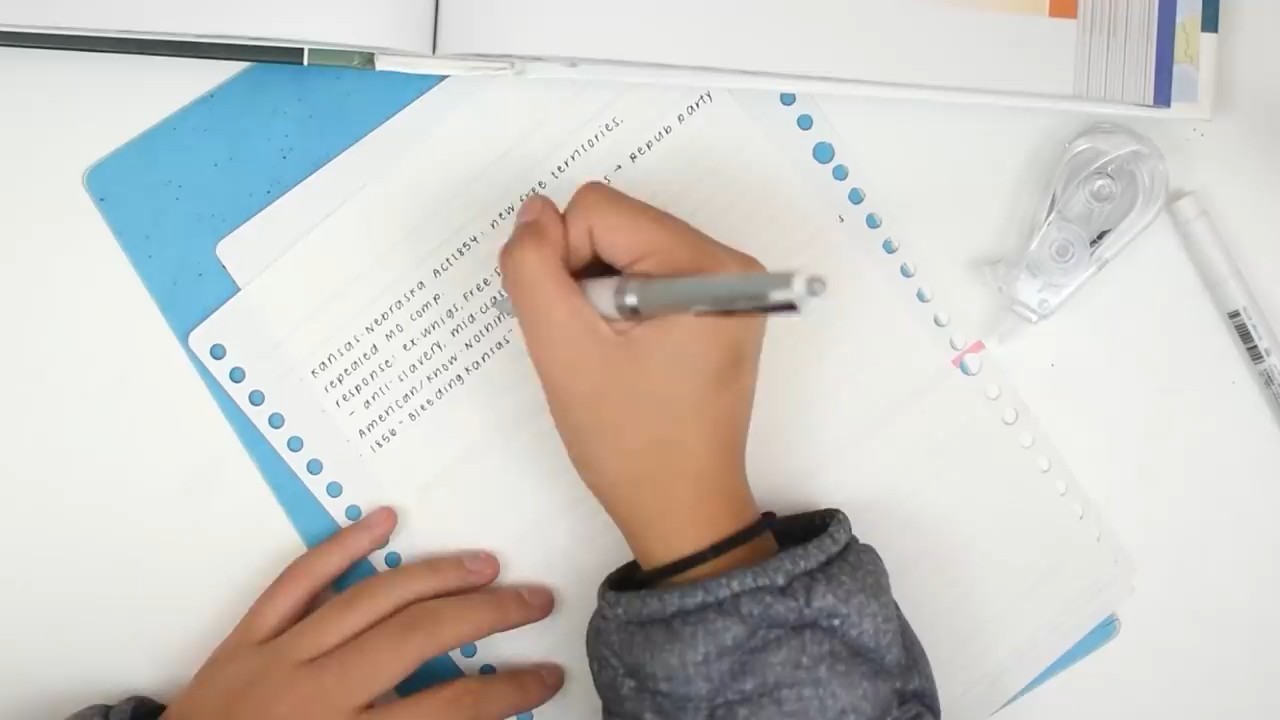 Kansas-Nebraska Act 1854: new free territories,
repealed MO comp.
response: ex-whigs, Free-s → Repub party
- anti-slavery, mid-clas
American/Know-Nothin
1856 - "Bleeding Kansas"